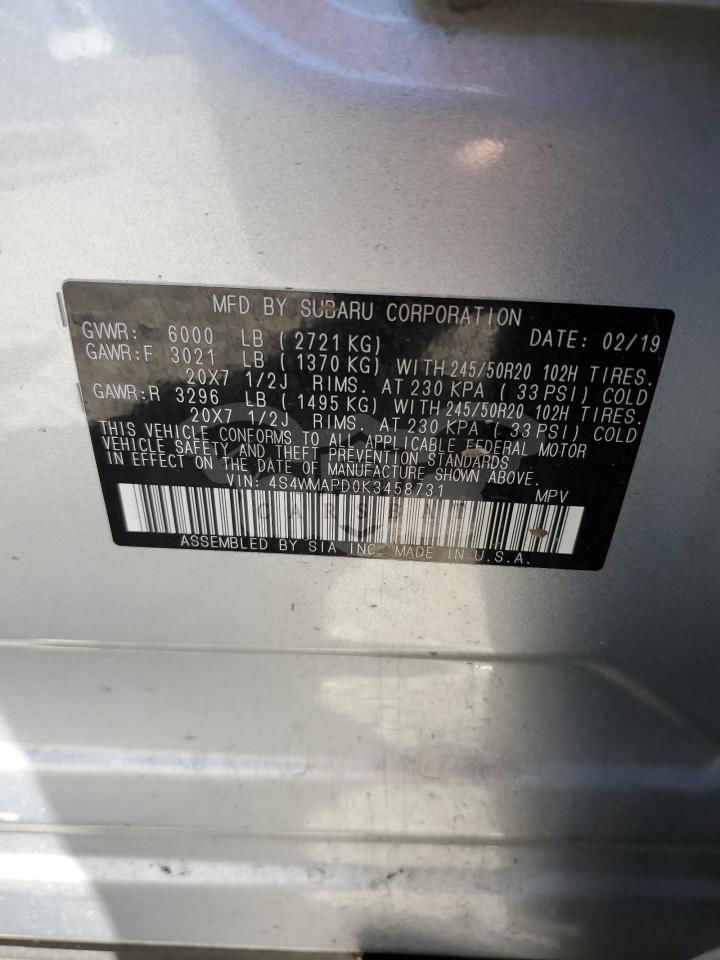 MFD BY SUBARU CORPORATION
GVWR: 6000 LB (2721 KG) DATE: 02/19
GAWR:F 3021 LB (1370 KG) WITH 245/50R20 102H TIRES.
20X7 1/2J RIMS. AT 230 KPA (33 PSI) COLD
GAWR:R 3296 LB (1495 KG) WITH 245/50R20 102H TIRES.
20X7 1/2J RIMS. AT 230 KPA (33 PSI) COLD
THIS VEHICLE CONFORMS TO ALL APPLICABLE FEDERAL MOTOR
VEHICLE SAFETY AND THEFT PREVENTION STANDARDS
IN EFFECT ON THE DATE OF MANUFACTURE SHOWN ABOVE.
VIN: 4S4WMAPD0K3458731 MPV
ASSEMBLED BY SIA INC. MADE IN U.S.A.